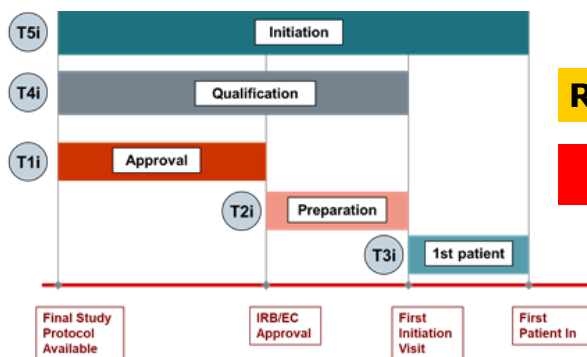 T5i
Initiation
T4i
Qualification
R
T1i
Approval
T2i
Preparation
T3i
1st patient
Final Study
Protocol
Available
IRB/EC
Approval
First
Initiation
Visit
First
Patient In